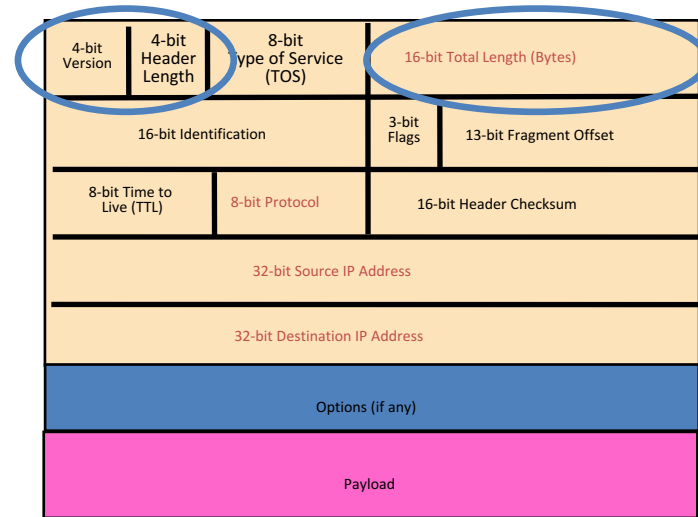 4-bit
Version
4-bit
Header
Length
8-bit
Type of Service
(TOS)
16-bit Total Length (Bytes)
16-bit Identification
3-bit
Flags
13-bit Fragment Offset
8-bit Time to
Live (TTL)
8-bit Protocol
16-bit Header Checksum
32-bit Source IP Address
32-bit Destination IP Address
Options (if any)
Payload